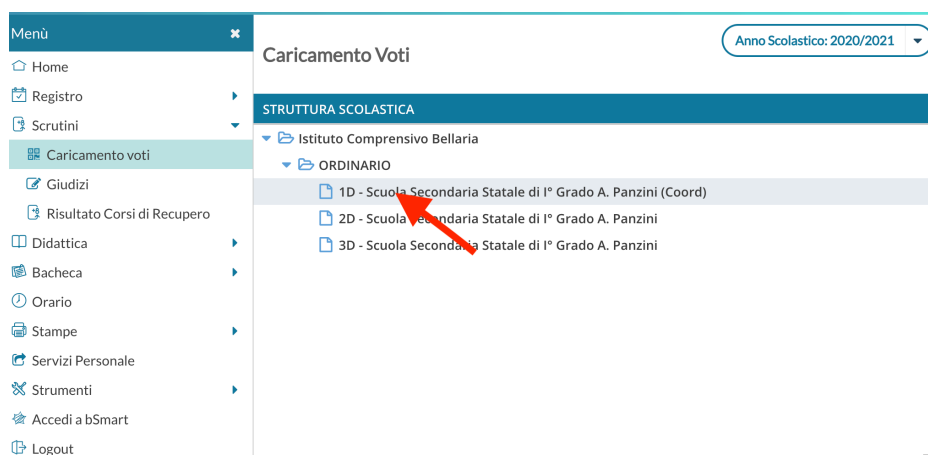 Menù
Home
Registro
Scrutini
Caricamento voti
Giudizi
Risultato Corsi di Recupero
Didattica
Bacheca
Orario
Stampe
Servizi Personale
Strumenti
Accedi a bSmart
Logout
Caricamento Voti
Anno Scolastico: 2020/2021
STRUTTURA SCOLASTICA
Istituto Comprensivo Bellaria
ORDINARIO
1D - Scuola Secondaria Statale di I° Grado A. Panzini (Coord)
2D - Scuola Secondaria Statale di I° Grado A. Panzini
3D - Scuola Secondaria Statale di I° Grado A. Panzini